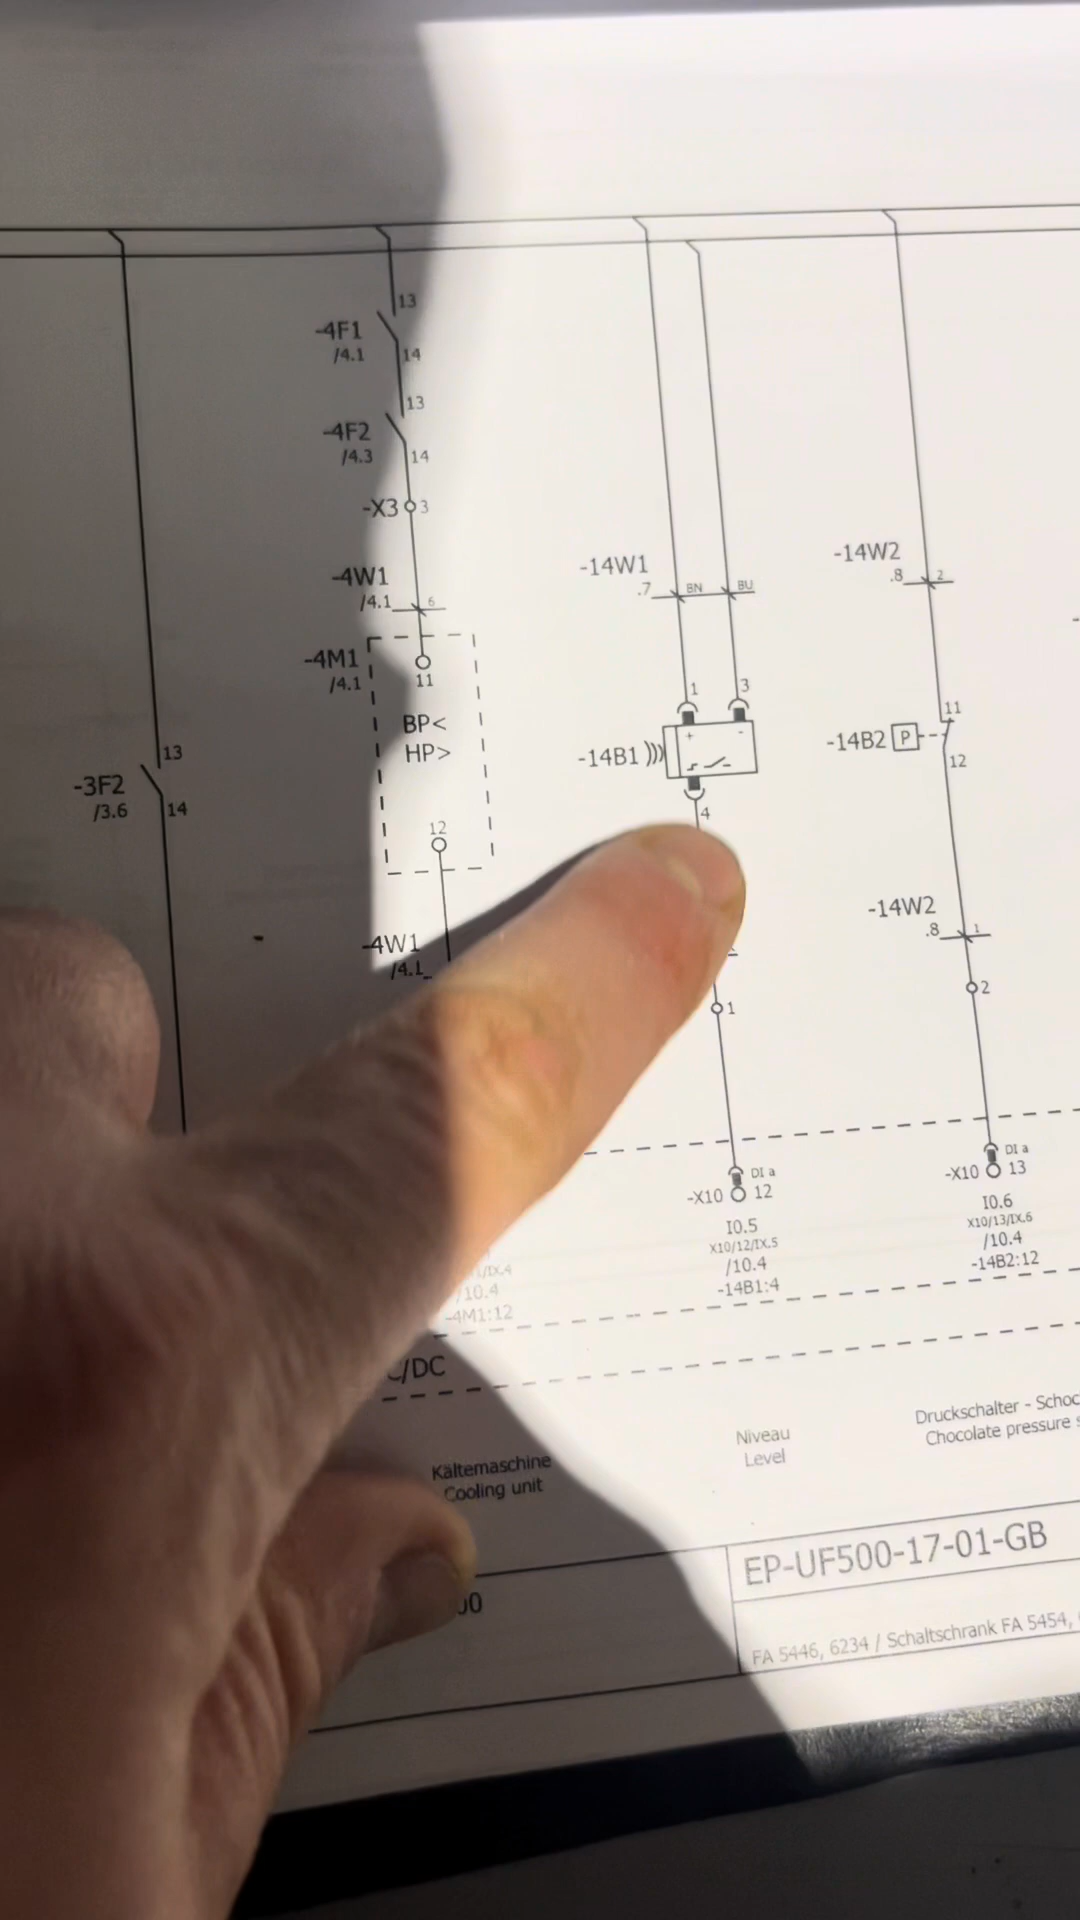 13
-4F1
/4.1
14
13
-4F2
/4.3
14
-X3 3
-4W1
/4.1 6
-4M1
/4.1
11
BP<
HP>
12
-4W1
/4.1
13
-3F2
/3.6
14
-14W1
.7 BN BU
1 3
+ -
-14B1
4
1
-14W2
.8 2
11
-14B2 P
12
-14W2
.8 1
2
DI a
-X10 12
I0.5
X10/12/IX.5
/10.4
-14B1:4
DI a
-X10 13
I0.6
X10/13/IX.6
/10.4
-14B2:12
/IX.4
/10.4
-4M1:12
C/DC
Kältemaschine
Cooling unit
Niveau
Level
Druckschalter - Schoc
Chocolate pressure s
EP-UF500-17-01-GB
FA 5446, 6234 / Schaltschrank FA 5454,